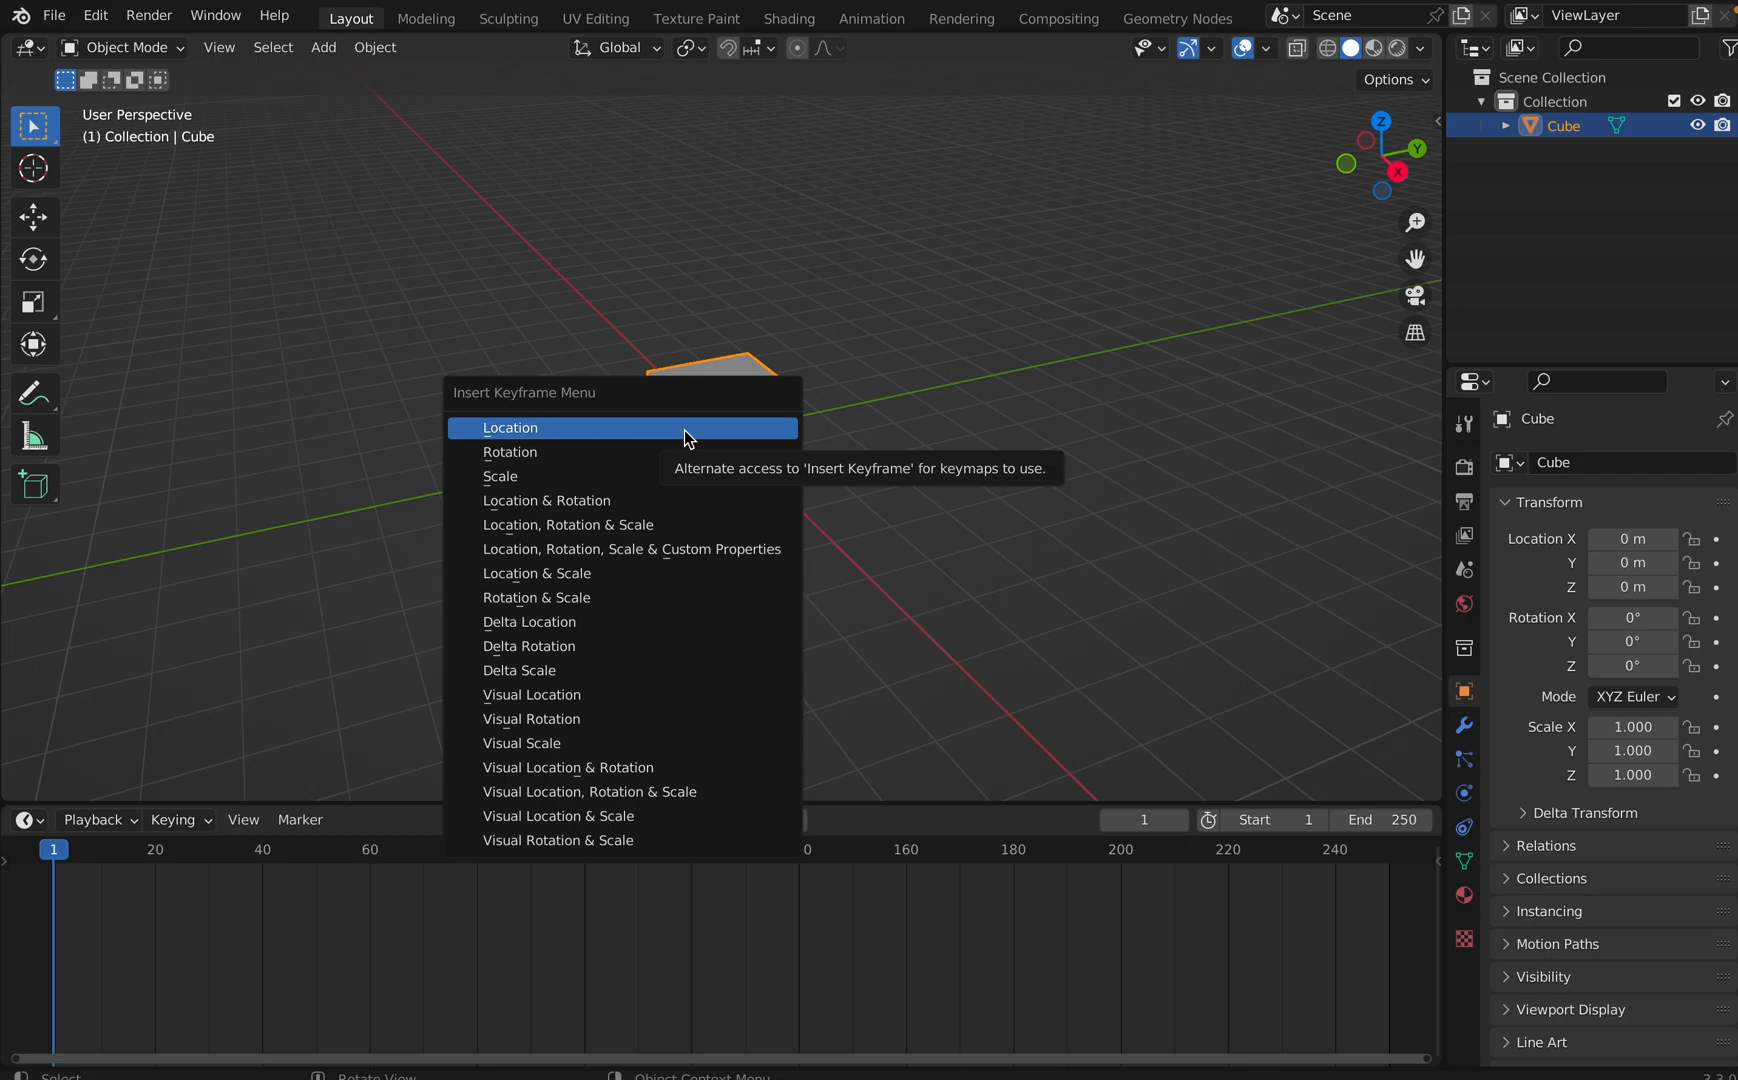 File Edit Render Window Help Layout Modeling Sculpting UV Editing Texture Paint Shading Animation Rendering Compositing Geometry Nodes Scene ViewLayer
Object Mode View Select Add Object Global
Options
User Perspective
(1) Collection | Cube
Z
Y
X
Scene Collection
Collection
Cube
Insert Keyframe Menu
Location
Rotation
Scale
Location & Rotation
Location, Rotation & Scale
Location, Rotation, Scale & Custom Properties
Location & Scale
Rotation & Scale
Delta Location
Delta Rotation
Delta Scale
Visual Location
Visual Rotation
Visual Scale
Visual Location & Rotation
Visual Location, Rotation & Scale
Visual Location & Scale
Visual Rotation & Scale
Alternate access to 'Insert Keyframe' for keymaps to use.
Cube
Cube
Transform
Location X 0 m
Y 0 m
Z 0 m
Rotation X 0°
Y 0°
Z 0°
Mode XYZ Euler
Scale X 1.000
Y 1.000
Z 1.000
Delta Transform
Relations
Collections
Instancing
Motion Paths
Visibility
Viewport Display
Line Art
Playback Keying View Marker 1 Start 1 End 250
1 20 40 60 0 160 180 200 220 240
Select Rotate View Object Context Menu 3.3.0